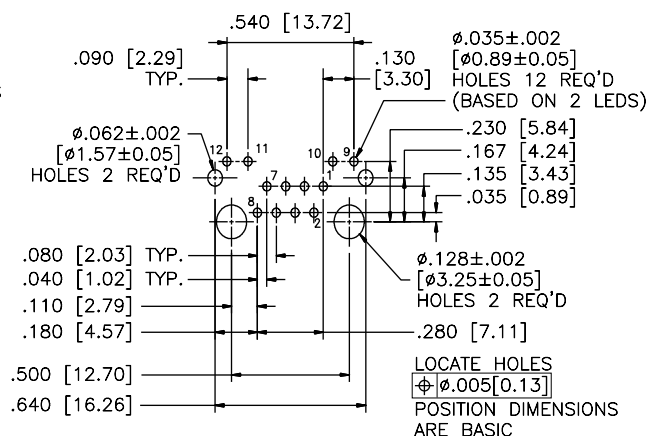 .540 [13.72]
.090 [2.29]
TYP.
.130
[3.30]
ø.035±.002
[ø0.89±0.05]
HOLES 12 REQ'D
(BASED ON 2 LEDS)
ø.062±.002
[ø1.57±0.05]
HOLES 2 REQ'D
12
11
10
9
.230 [5.84]
.167 [4.24]
.135 [3.43]
.035 [0.89]
7
1
8
2
.080 [2.03] TYP.
.040 [1.02] TYP.
.110 [2.79]
.180 [4.57]
ø.128±.002
[ø3.25±0.05]
HOLES 2 REQ'D
.280 [7.11]
.500 [12.70]
.640 [16.26]
LOCATE HOLES
⌖ ø.005[0.13]
POSITION DIMENSIONS
ARE BASIC